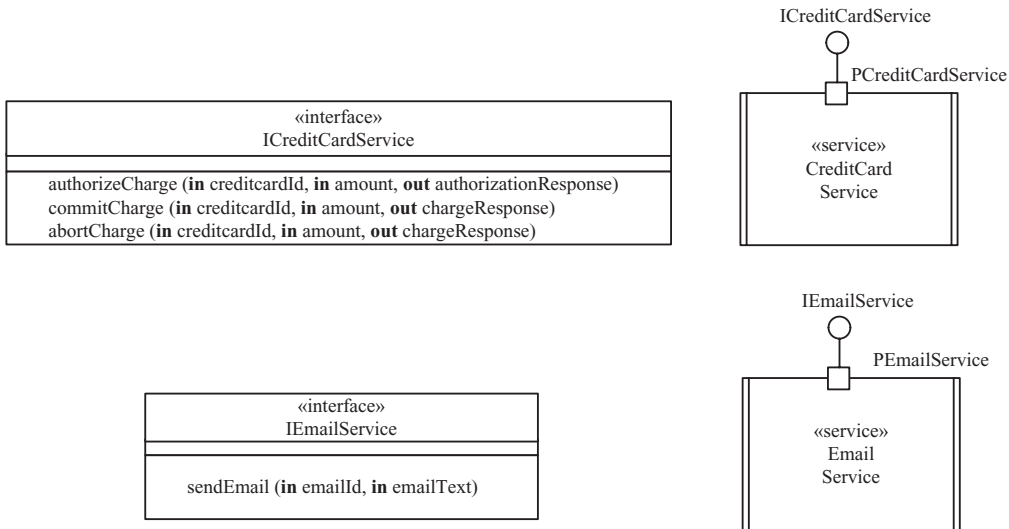 ICreditCardService
PCreditCardService
«interface»
ICreditCardService
authorizeCharge (in creditcardId, in amount, out authorizationResponse)
commitCharge (in creditcardId, in amount, out chargeResponse)
abortCharge (in creditcardId, in amount, out chargeResponse)
«service»
CreditCard
Service
IEmailService
PEmailService
«interface»
IEmailService
sendEmail (in emailId, in emailText)
«service»
Email
Service